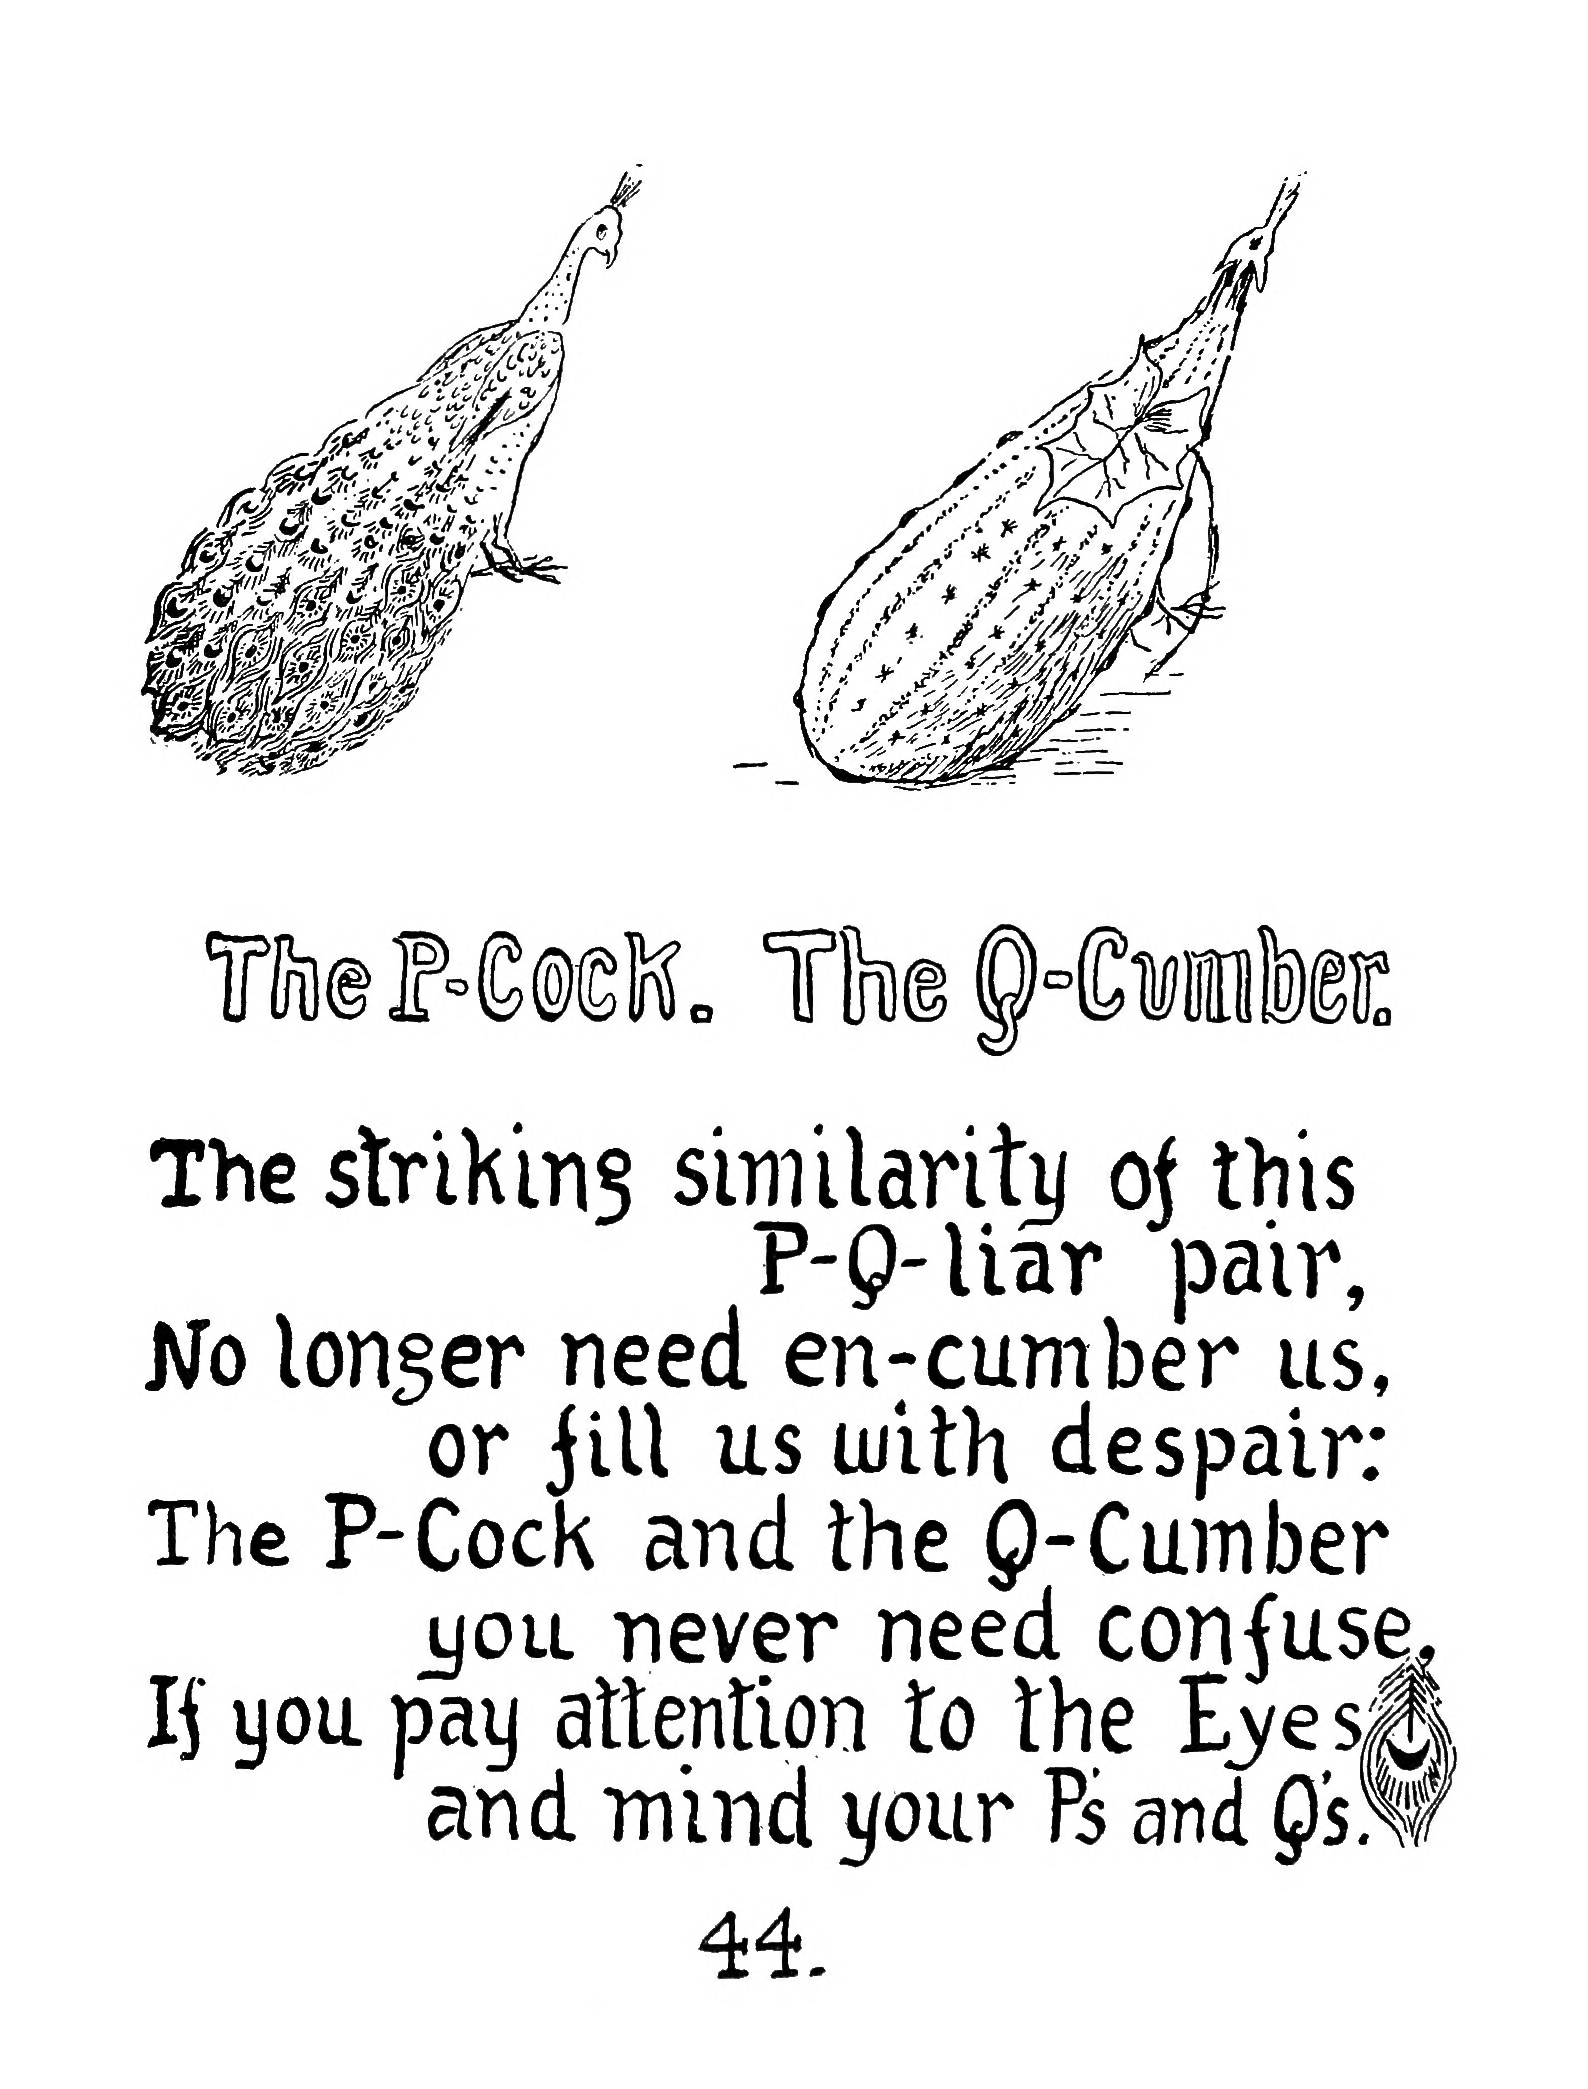 The P-Cock. The Q-Cumber.
The striking similarity of this
P-Q-liar pair,
No longer need en-cumber us,
or fill us with despair:
The P-Cock and the Q-Cumber
you never need confuse,
If you pay attention to the Eyes
and mind your P's and Q's.
44.